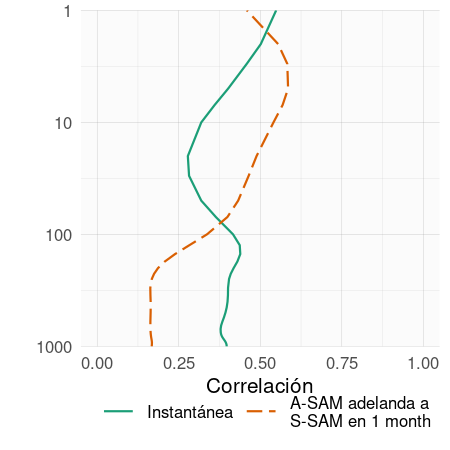 1
10
100
1000
0.00 0.25 0.50 0.75 1.00
Correlación
Instantánea
A-SAM adelanda a
S-SAM en 1 month